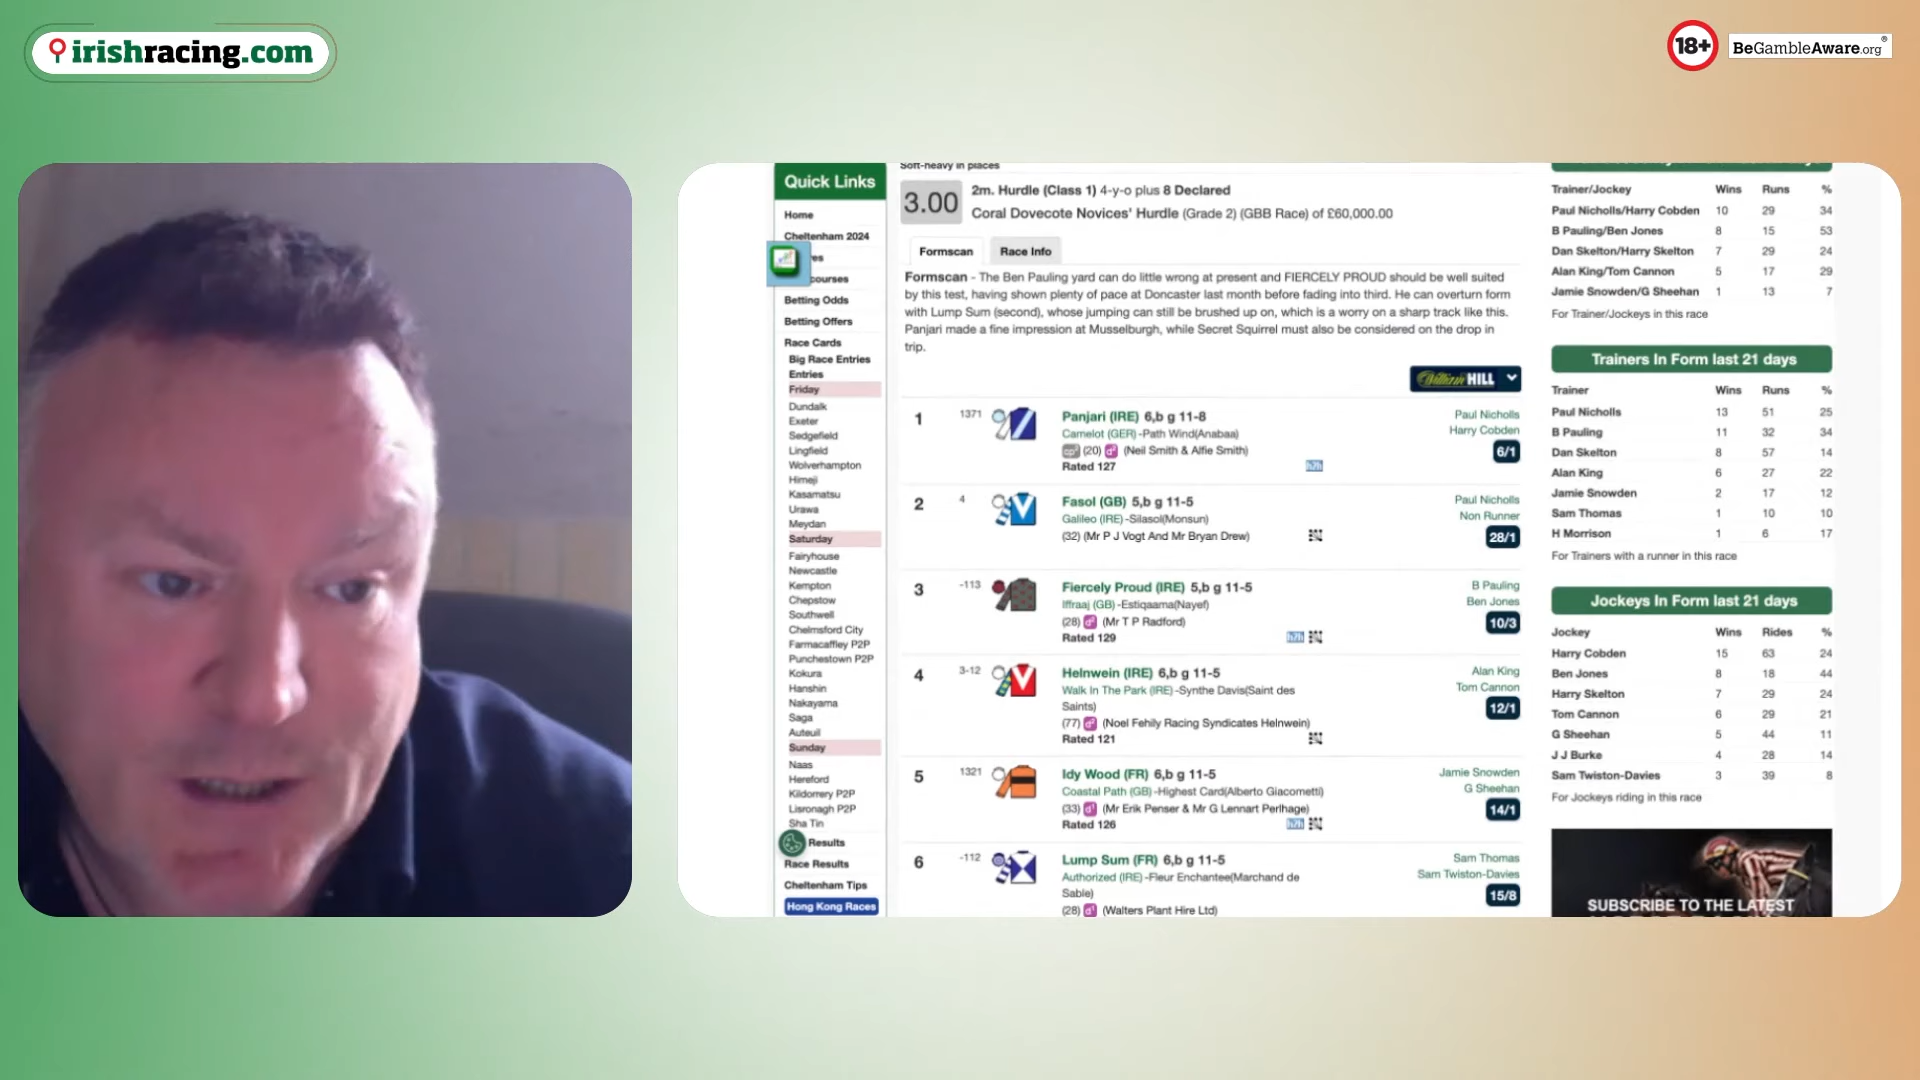 irishracing.com
18+
BeGambleAware.org®
Quick Links
Home
Cheltenham 2024
courses
Betting Odds
Betting Offers
Race Cards
Big Race Entries
Entries
Friday
Dundalk
Exeter
Sedgefield
Lingfield
Wolverhampton
Himeji
Kasamatsu
Urawa
Meydan
Saturday
Fairyhouse
Newcastle
Kempton
Chepstow
Southwell
Chelmsford City
Farmacaffley P2P
Punchestown P2P
Kokura
Hanshin
Nakayama
Saga
Auteuil
Sunday
Naas
Hereford
Kildorrery P2P
Lisronagh P2P
Sha Tin
Results
Race Results
Cheltenham Tips
Hong Kong Races
Soft-heavy in places
3.00
2m. Hurdle (Class 1) 4-y-o plus 8 Declared
Coral Dovecote Novices' Hurdle (Grade 2) (GBB Race) of £60,000.00
Formscan Race Info
Formscan - The Ben Pauling yard can do little wrong at present and FIERCELY PROUD should be well suited
by this test, having shown plenty of pace at Doncaster last month before fading into third. He can overturn form
with Lump Sum (second), whose jumping can still be brushed up on, which is a worry on a sharp track like this.
Panjari made a fine impression at Musselburgh, while Secret Squirrel must also be considered on the drop in
trip.
William HILL
1 1371 Panjari (IRE) 6,b g 11-8 Paul Nicholls
Camelot (GER) -Path Wind(Anabaa) Harry Cobden
(20) (Neil Smith & Alfie Smith) 6/1
Rated 127 h2h
2 4 Fasol (GB) 5,b g 11-5 Paul Nicholls
Galileo (IRE) -Silasol(Monsun) Non Runner
(32) (Mr P J Vogt And Mr Bryan Drew) 28/1
3 -113 Fiercely Proud (IRE) 5,b g 11-5 B Pauling
Iffraaj (GB) -Estiqaama(Nayef) Ben Jones
(28) (Mr T P Radford) 10/3
Rated 129 h2h
4 3-12 Helnwein (IRE) 6,b g 11-5 Alan King
Walk In The Park (IRE) -Synthe Davis(Saint des Tom Cannon
Saints) 12/1
(77) (Noel Fehily Racing Syndicates Helnwein)
Rated 121
5 1321 Idy Wood (FR) 6,b g 11-5 Jamie Snowden
Coastal Path (GB) -Highest Card(Alberto Giacometti) G Sheehan
(33) (Mr Erik Penser & Mr G Lennart Perlhage) 14/1
Rated 126 h2h
6 -112 Lump Sum (FR) 6,b g 11-5 Sam Thomas
Authorized (IRE) -Fleur Enchantee(Marchand de Sam Twiston-Davies
Sable) 15/8
(28) (Walters Plant Hire Ltd)
Trainer/Jockey Wins Runs %
Paul Nicholls/Harry Cobden 10 29 34
B Pauling/Ben Jones 8 15 53
Dan Skelton/Harry Skelton 7 29 24
Alan King/Tom Cannon 5 17 29
Jamie Snowden/G Sheehan 1 13 7
For Trainer/Jockeys in this race
Trainers In Form last 21 days
Trainer Wins Runs %
Paul Nicholls 13 51 25
B Pauling 11 32 34
Dan Skelton 8 57 14
Alan King 6 27 22
Jamie Snowden 2 17 12
Sam Thomas 1 10 10
H Morrison 1 6 17
For Trainers with a runner in this race
Jockeys In Form last 21 days
Jockey Wins Rides %
Harry Cobden 15 63 24
Ben Jones 8 18 44
Harry Skelton 7 29 24
Tom Cannon 6 29 21
G Sheehan 5 44 11
J J Burke 4 28 14
Sam Twiston-Davies 3 39 8
For Jockeys riding in this race
SUBSCRIBE TO THE LATEST